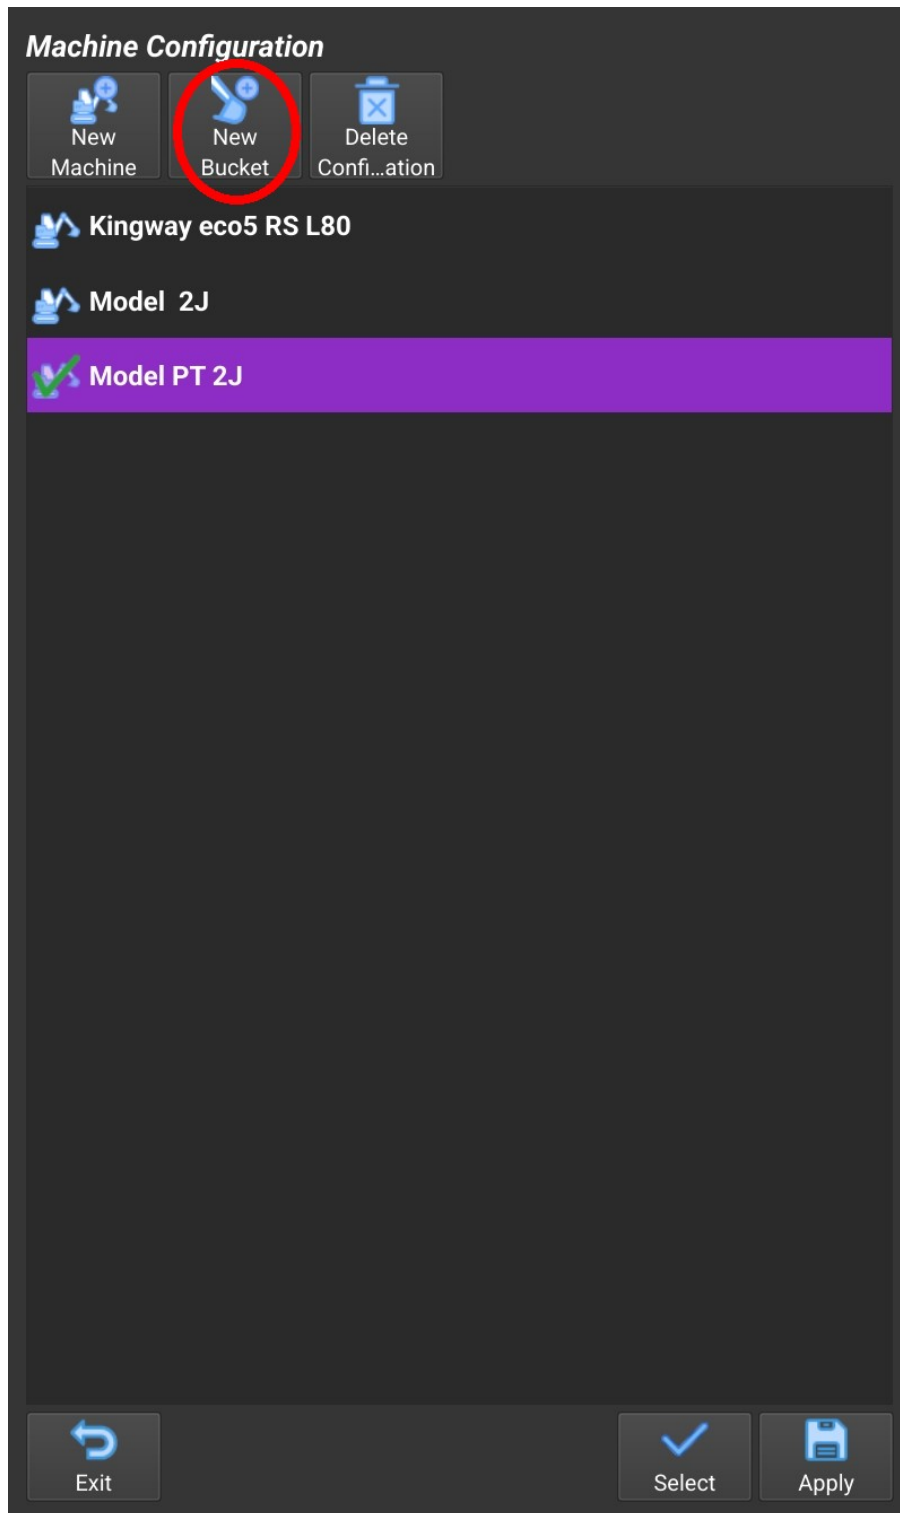 Machine Configuration
New
Machine
New
Bucket
Delete
Confi...ation
Kingway eco5 RS L80
Model  2J
Model PT 2J
Exit
Select
Apply